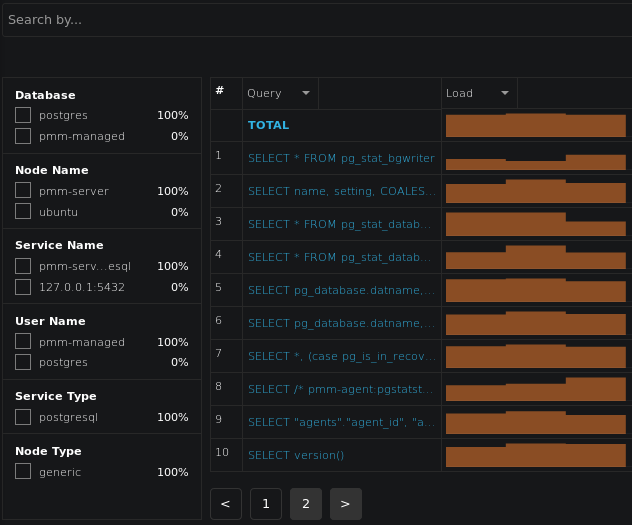 Search by...
Database
postgres 100%
pmm-managed 0%
Node Name
pmm-server 100%
ubuntu 0%
Service Name
pmm-serv...esql 100%
127.0.0.1:5432 0%
User Name
pmm-managed 100%
postgres 0%
Service Type
postgresql 100%
Node Type
generic 100%
# Query Load
TOTAL
1 SELECT * FROM pg_stat_bgwriter
2 SELECT name, setting, COALES...
3 SELECT * FROM pg_stat_datab...
4 SELECT * FROM pg_stat_datab...
5 SELECT pg_database.datname,...
6 SELECT pg_database.datname,...
7 SELECT *, (case pg_is_in_recov...
8 SELECT /* pmm-agent:pgstatst...
9 SELECT "agents"."agent_id", "a...
10 SELECT version()
< 1 2 >